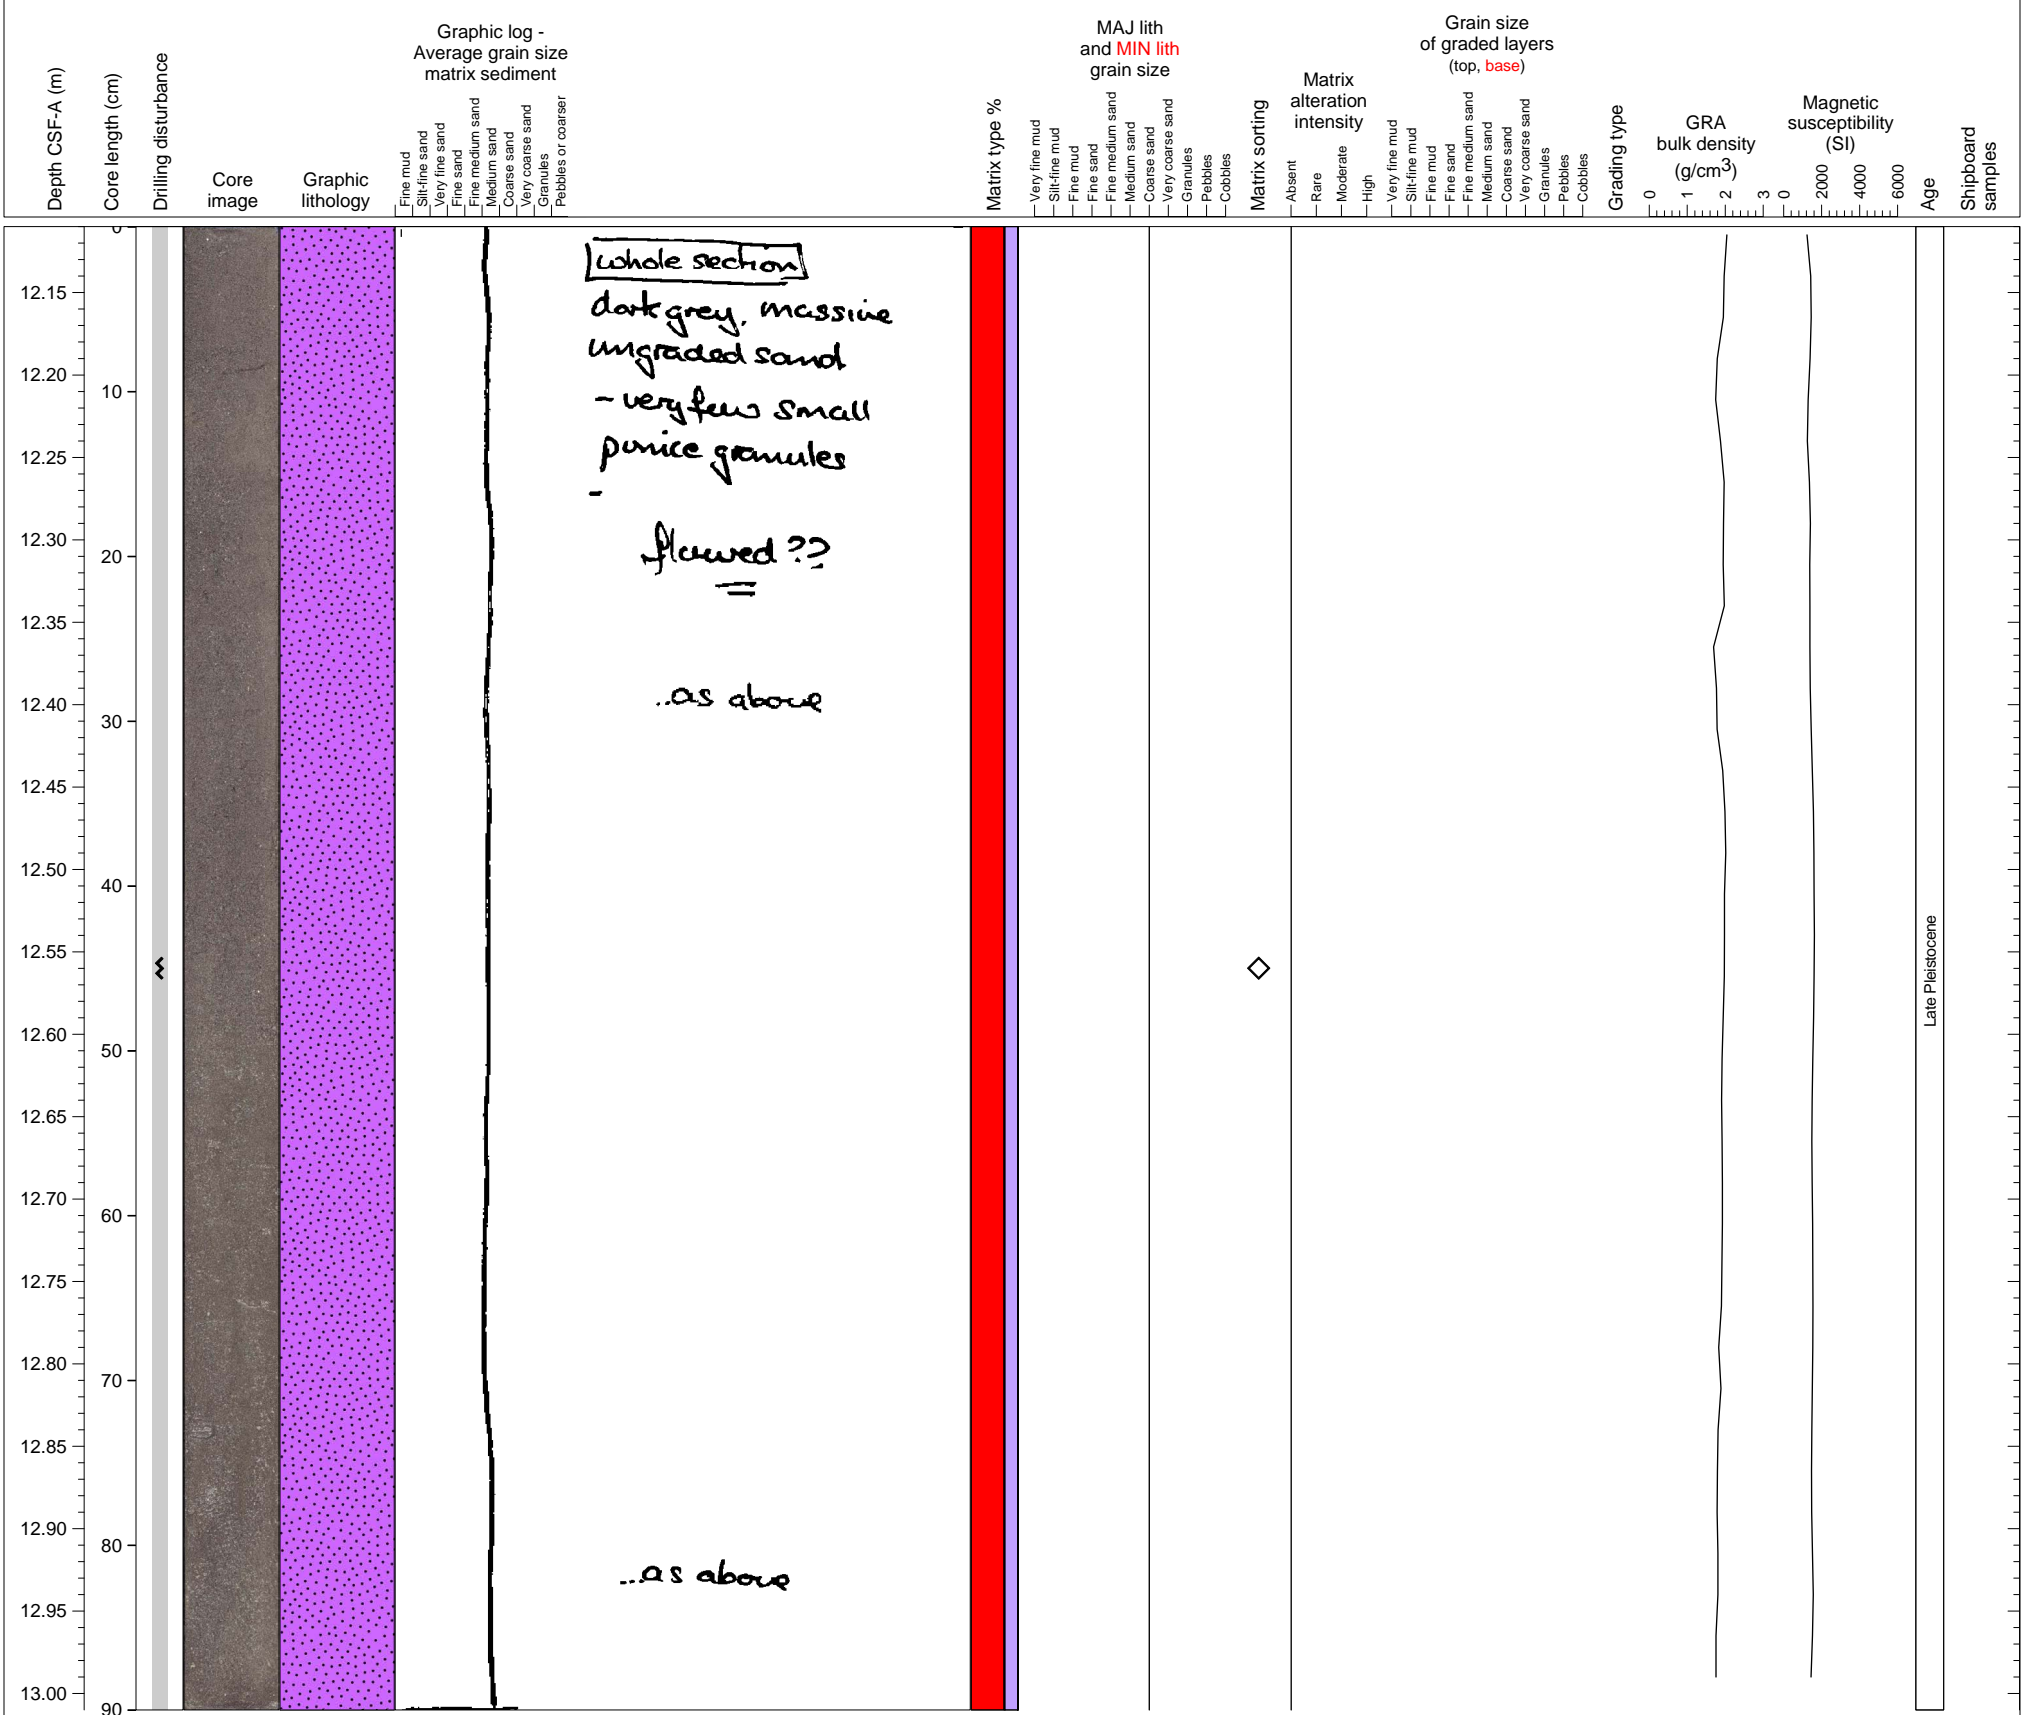 Depth CSF-A (m)
Core length (cm)
Drilling disturbance
Core
image
Graphic
lithology
Graphic log -
Average grain size
matrix sediment
Fine mud
Silt-fine sand
Very fine sand
Fine sand
Fine medium sand
Medium sand
Coarse sand
Very coarse sand
Granules
Pebbles or coarser
Matrix type %
MAJ lith
and MIN lith
grain size
Very fine mud
Silt-fine mud
Fine mud
Fine sand
Fine medium sand
Medium sand
Coarse sand
Very coarse sand
Granules
Pebbles
Cobbles
Matrix sorting
Matrix
alteration
intensity
Absent
Rare
Moderate
High
Grain size
of graded layers
(top, base)
Very fine mud
Silt-fine mud
Fine mud
Fine sand
Fine medium sand
Medium sand
Coarse sand
Very coarse sand
Granules
Pebbles
Cobbles
Grading type
GRA
bulk density
(g/cm3)
0 1 2 3
Magnetic
susceptibility
(SI)
0 2000 4000 6000
Age
Shipboard
samples
12.15
12.20
12.25
12.30
12.35
12.40
12.45
12.50
12.55
12.60
12.65
12.70
12.75
12.80
12.85
12.90
12.95
13.00
0
10
20
30
40
50
60
70
80
90
whole section
dark grey, massive
ungraded sand
- very few small
pumice granules
-
??
..as above
...as above
Late Pleistocene